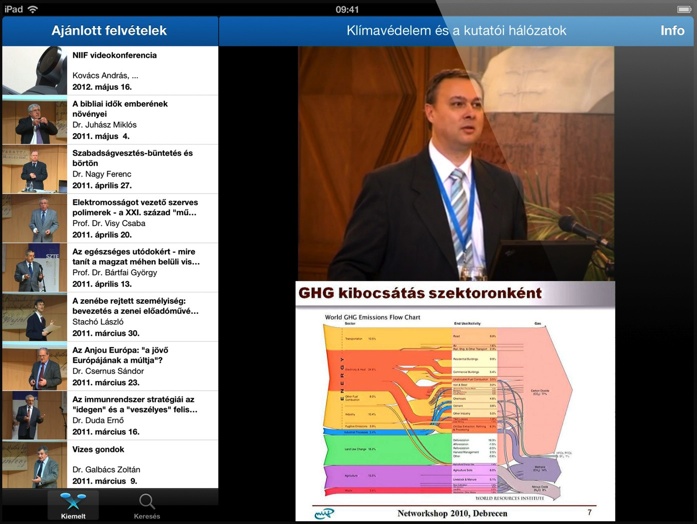 iPad
09:41
Ajánlott felvételek
Klímavédelem és a kutatói hálózatok
Info
NIIF videokonferencia
Kovács András, ...
2012. május 16.
A bibliai idők emberének
növényei
Dr. Juhász Miklós
2011. május 4.
Szabadságvesztés-büntetés és
börtön
Dr. Nagy Ferenc
2011. április 27.
Elektromosságot vezető szerves
polimerek - a XXI. század "mű...
Prof. Dr. Visy Csaba
2011. április 20.
Az egészséges utódokért - mire
tanít a magzat méhen belüli vis...
Prof. Dr. Bártfai György
2011. április 13.
A zenébe rejtett személyiség:
bevezetés a zenei előadóművé...
Stachó László
2011. március 30.
Az Anjou Európa: "a jövő
Európájának a múltja"?
Dr. Csernus Sándor
2011. március 23.
Az immunrendszer stratégiái az
"idegen" és a "veszélyes" felis...
Dr. Duda Ernő
2011. március 16.
Vizes gondok
Dr. Galbács Zoltán
2011. március 9.
Kiemelt
Keresés
GHG kibocsátás szektoronként
World GHG Emissions Flow Chart
Sector
Gas
ENERGY
WORLD RESOURCES INSTITUTE
Networkshop 2010, Debrecen
7